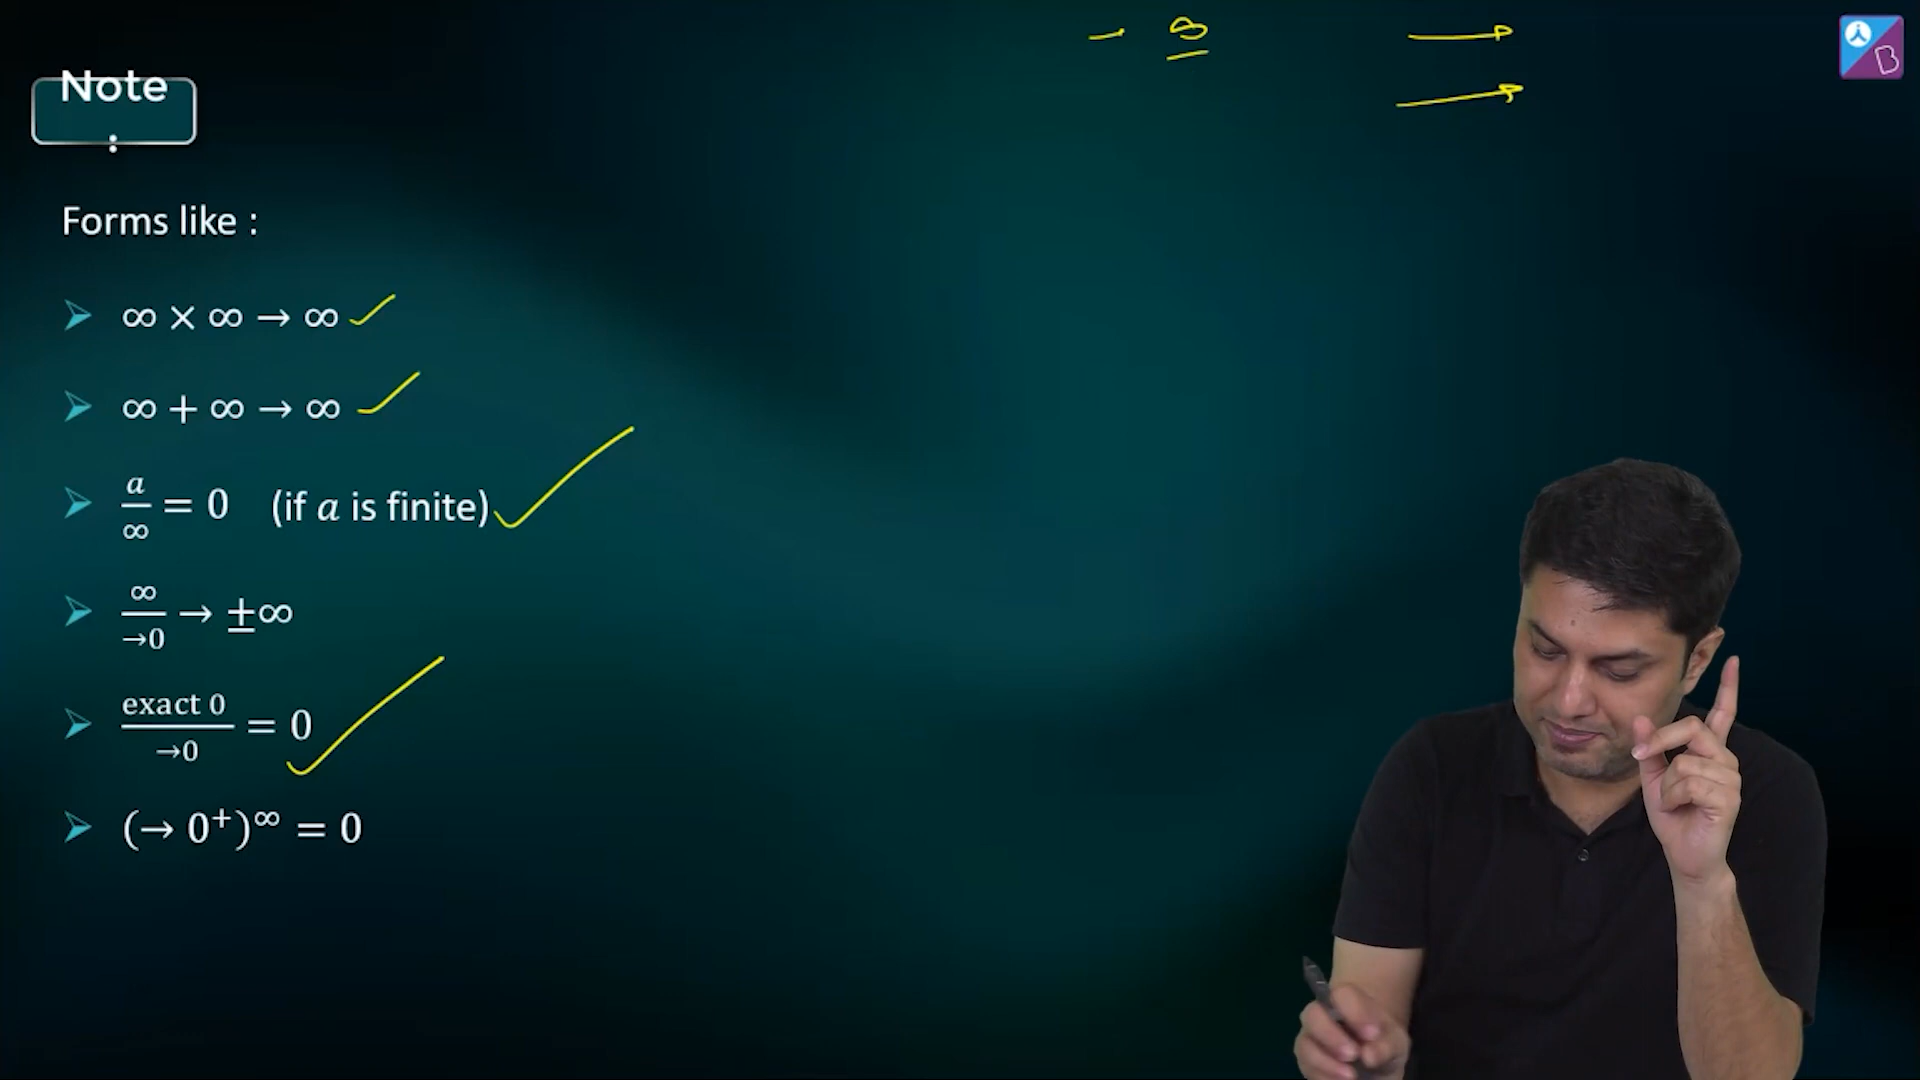 Note
:
Forms like :
∞ × ∞ → ∞
∞ + ∞ → ∞
a/∞ = 0 (if a is finite)
∞/→0 → ±∞
exact 0/→0 = 0
(→ 0⁺)^∞ = 0
B